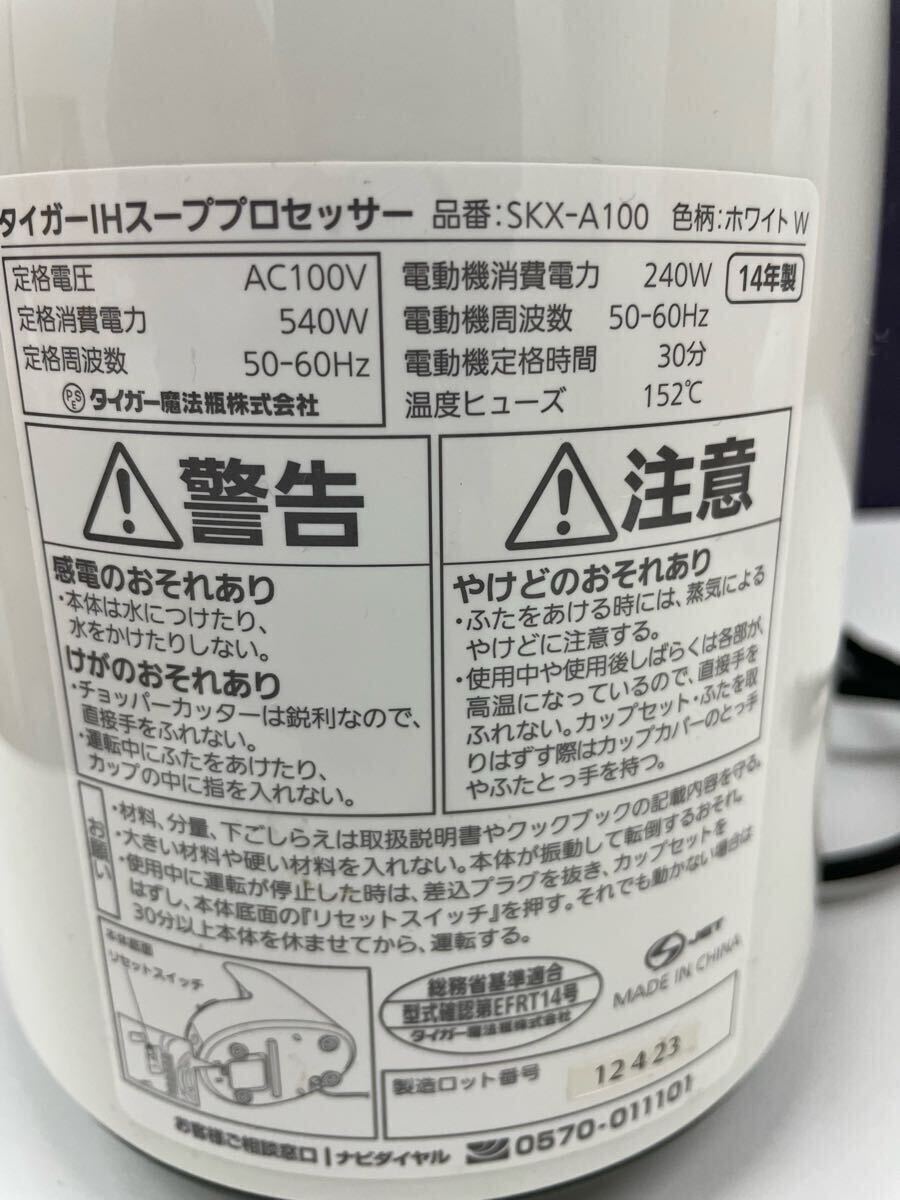 タイガーIHスーププロセッサー 品番:SKX-A100 色柄:ホワイト W
定格電圧 AC100V
定格消費電力 540W
定格周波数 50-60Hz
PSE タイガー魔法瓶株式会社
電動機消費電力 240W 14年製
電動機周波数 50-60Hz
電動機定格時間 30分
温度ヒューズ 152℃
警告
感電のおそれあり
・本体は水につけたり、
水をかけたりしない。
けがのおそれあり
・チョッパーカッターは鋭利なので、
直接手をふれない。
・運転中にふたをあけたり、
カップの中に指を入れない。
注意
やけどのおそれあり
・ふたをあける時には、蒸気による
やけどに注意する。
・使用中や使用後しばらくは各部が、
高温になっているので、直接手を
ふれない。カップセット・ふたを取
りはずす際はカップカバーのとっ手
やふたとっ手を持つ。
お願い
・材料、分量、下ごしらえは取扱説明書やクックブックの記載内容を守る。
・大きい材料や硬い材料を入れない。本体が振動して転倒するおそれ。
・使用中に運転が停止した時は、差込プラグを抜き、カップセットを
はずし、本体底面の『リセットスイッチ』を押す。それでも動かない場合は
30分以上本体を休ませてから、運転する。
本体底面
リセットスイッチ
総務省基準適合
型式確認第EFRT14号
タイガー魔法瓶株式会社
S JET
MADE IN CHINA
製造ロット番号 12 4 23
お客様ご相談窓口 | ナビダイヤル 0570-011101